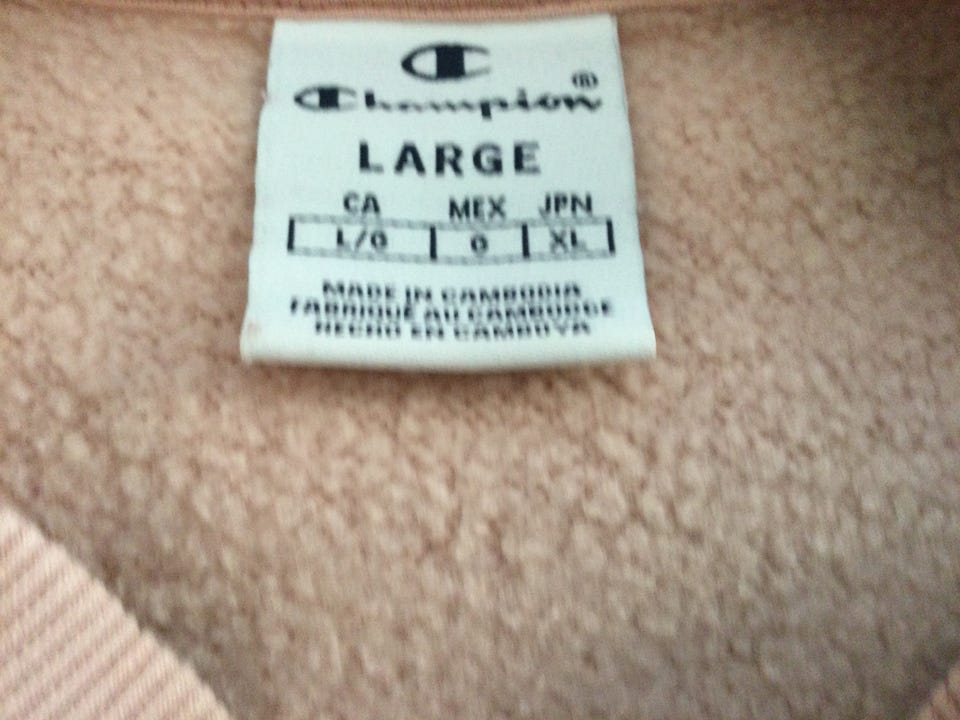 Champion®
LARGE
CA MEX JPN
L/G G XL
MADE IN CAMBODIA
FABRIQUÉ AU CAMBODGE
HECHO EN CAMBOYA